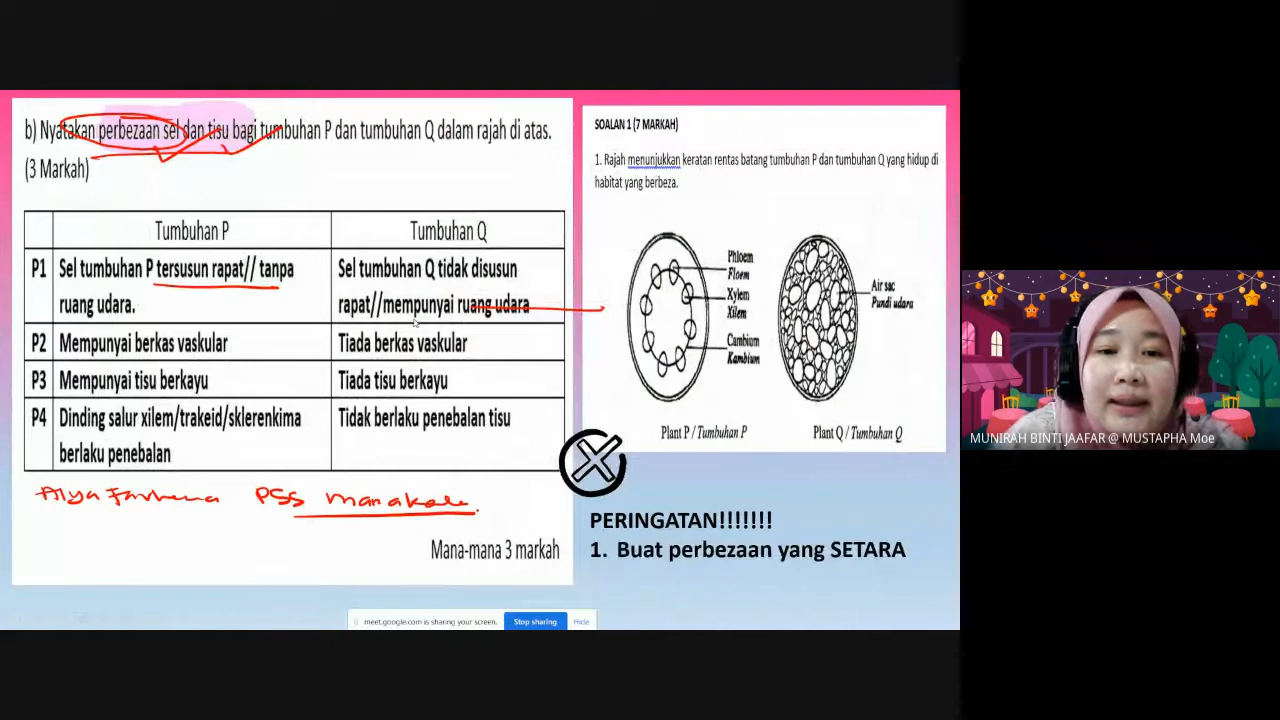 b) Nyatakan perbezaan sel dan tisu bagi tumbuhan P dan tumbuhan Q dalam rajah di atas.
(3 Markah)
Tumbuhan P Tumbuhan Q
P1 Sel tumbuhan P tersusun rapat// tanpa ruang udara. Sel tumbuhan Q tidak disusun rapat//mempunyai ruang udara
P2 Mempunyai berkas vaskular Tiada berkas vaskular
P3 Mempunyai tisu berkayu Tiada tisu berkayu
P4 Dinding salur xilem/trakeid/sklerenkima berlaku penebalan Tidak berlaku penebalan tisu
Alya PSS
Mana-mana 3 markah
SOALAN 1 (7 MARKAH)
1. Rajah menunjukkan keratan rentas batang tumbuhan P dan tumbuhan Q yang hidup di
habitat yang berbeza.
Phloem
Floem
Xylem
Xilem
Cambium
Kambium
Air sac
Pundi udara
Plant P / Tumbuhan P
Plant Q / Tumbuhan Q
PERINGATAN!!!!!!!
1. Buat perbezaan yang SETARA
meet.google.com is sharing your screen. Stop sharing Hide
MUNIRAH BINTI JAAFAR @ MUSTAPHA Moe